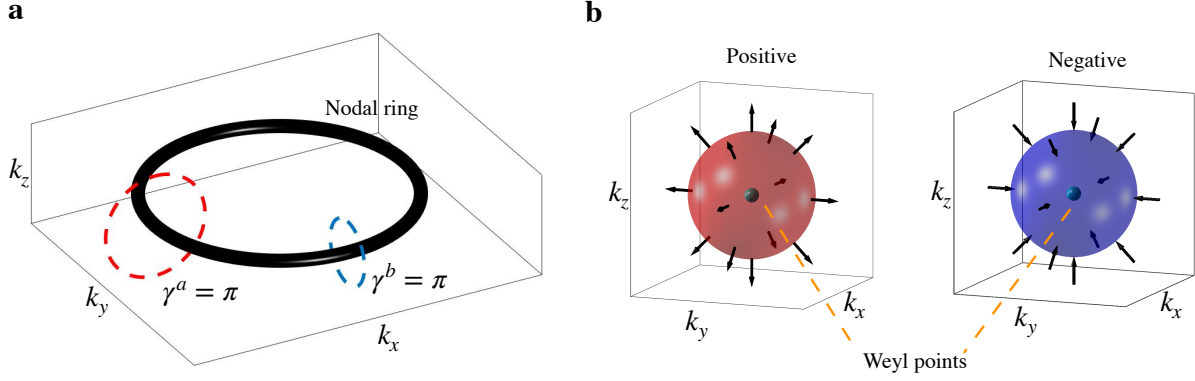 a
Nodal ring
k_z
k_y
γ^a = π
γ^b = π
k_x
b
Positive
Negative
k_z
k_y
k_x
k_z
k_y
k_x
Weyl points